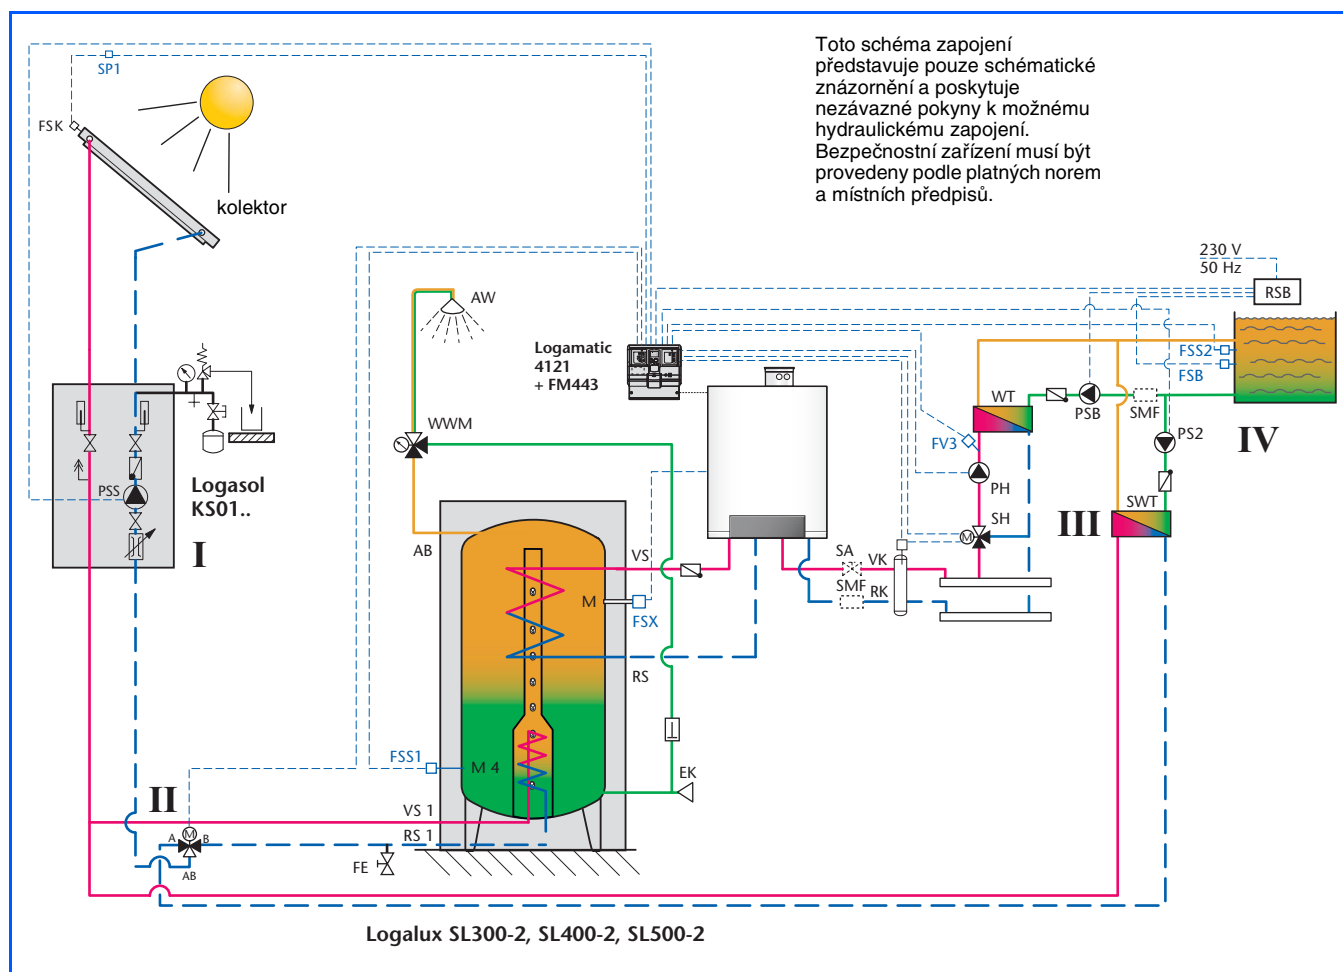 Toto schéma zapojení
představuje pouze schématické
znázornění a poskytuje
nezávazné pokyny k možnému
hydraulickému zapojení.
Bezpečnostní zařízení musí být
provedeny podle platných norem
a místních předpisů.
SP1
FSK
kolektor
230 V
50 Hz
RSB
AW
Logamatic
4121
+ FM443
FSS2
FSB
WT
PSB
SMF
PS2
IV
WWM
FV3
PH
Logasol
KS01..
PSS
I
SH
M
III
SWT
AB
VS
SA
VK
SMF
RK
M
FSX
RS
FSS1
M 4
EK
II
VS 1
M
A
B
RS 1
AB
FE
Logalux SL300-2, SL400-2, SL500-2